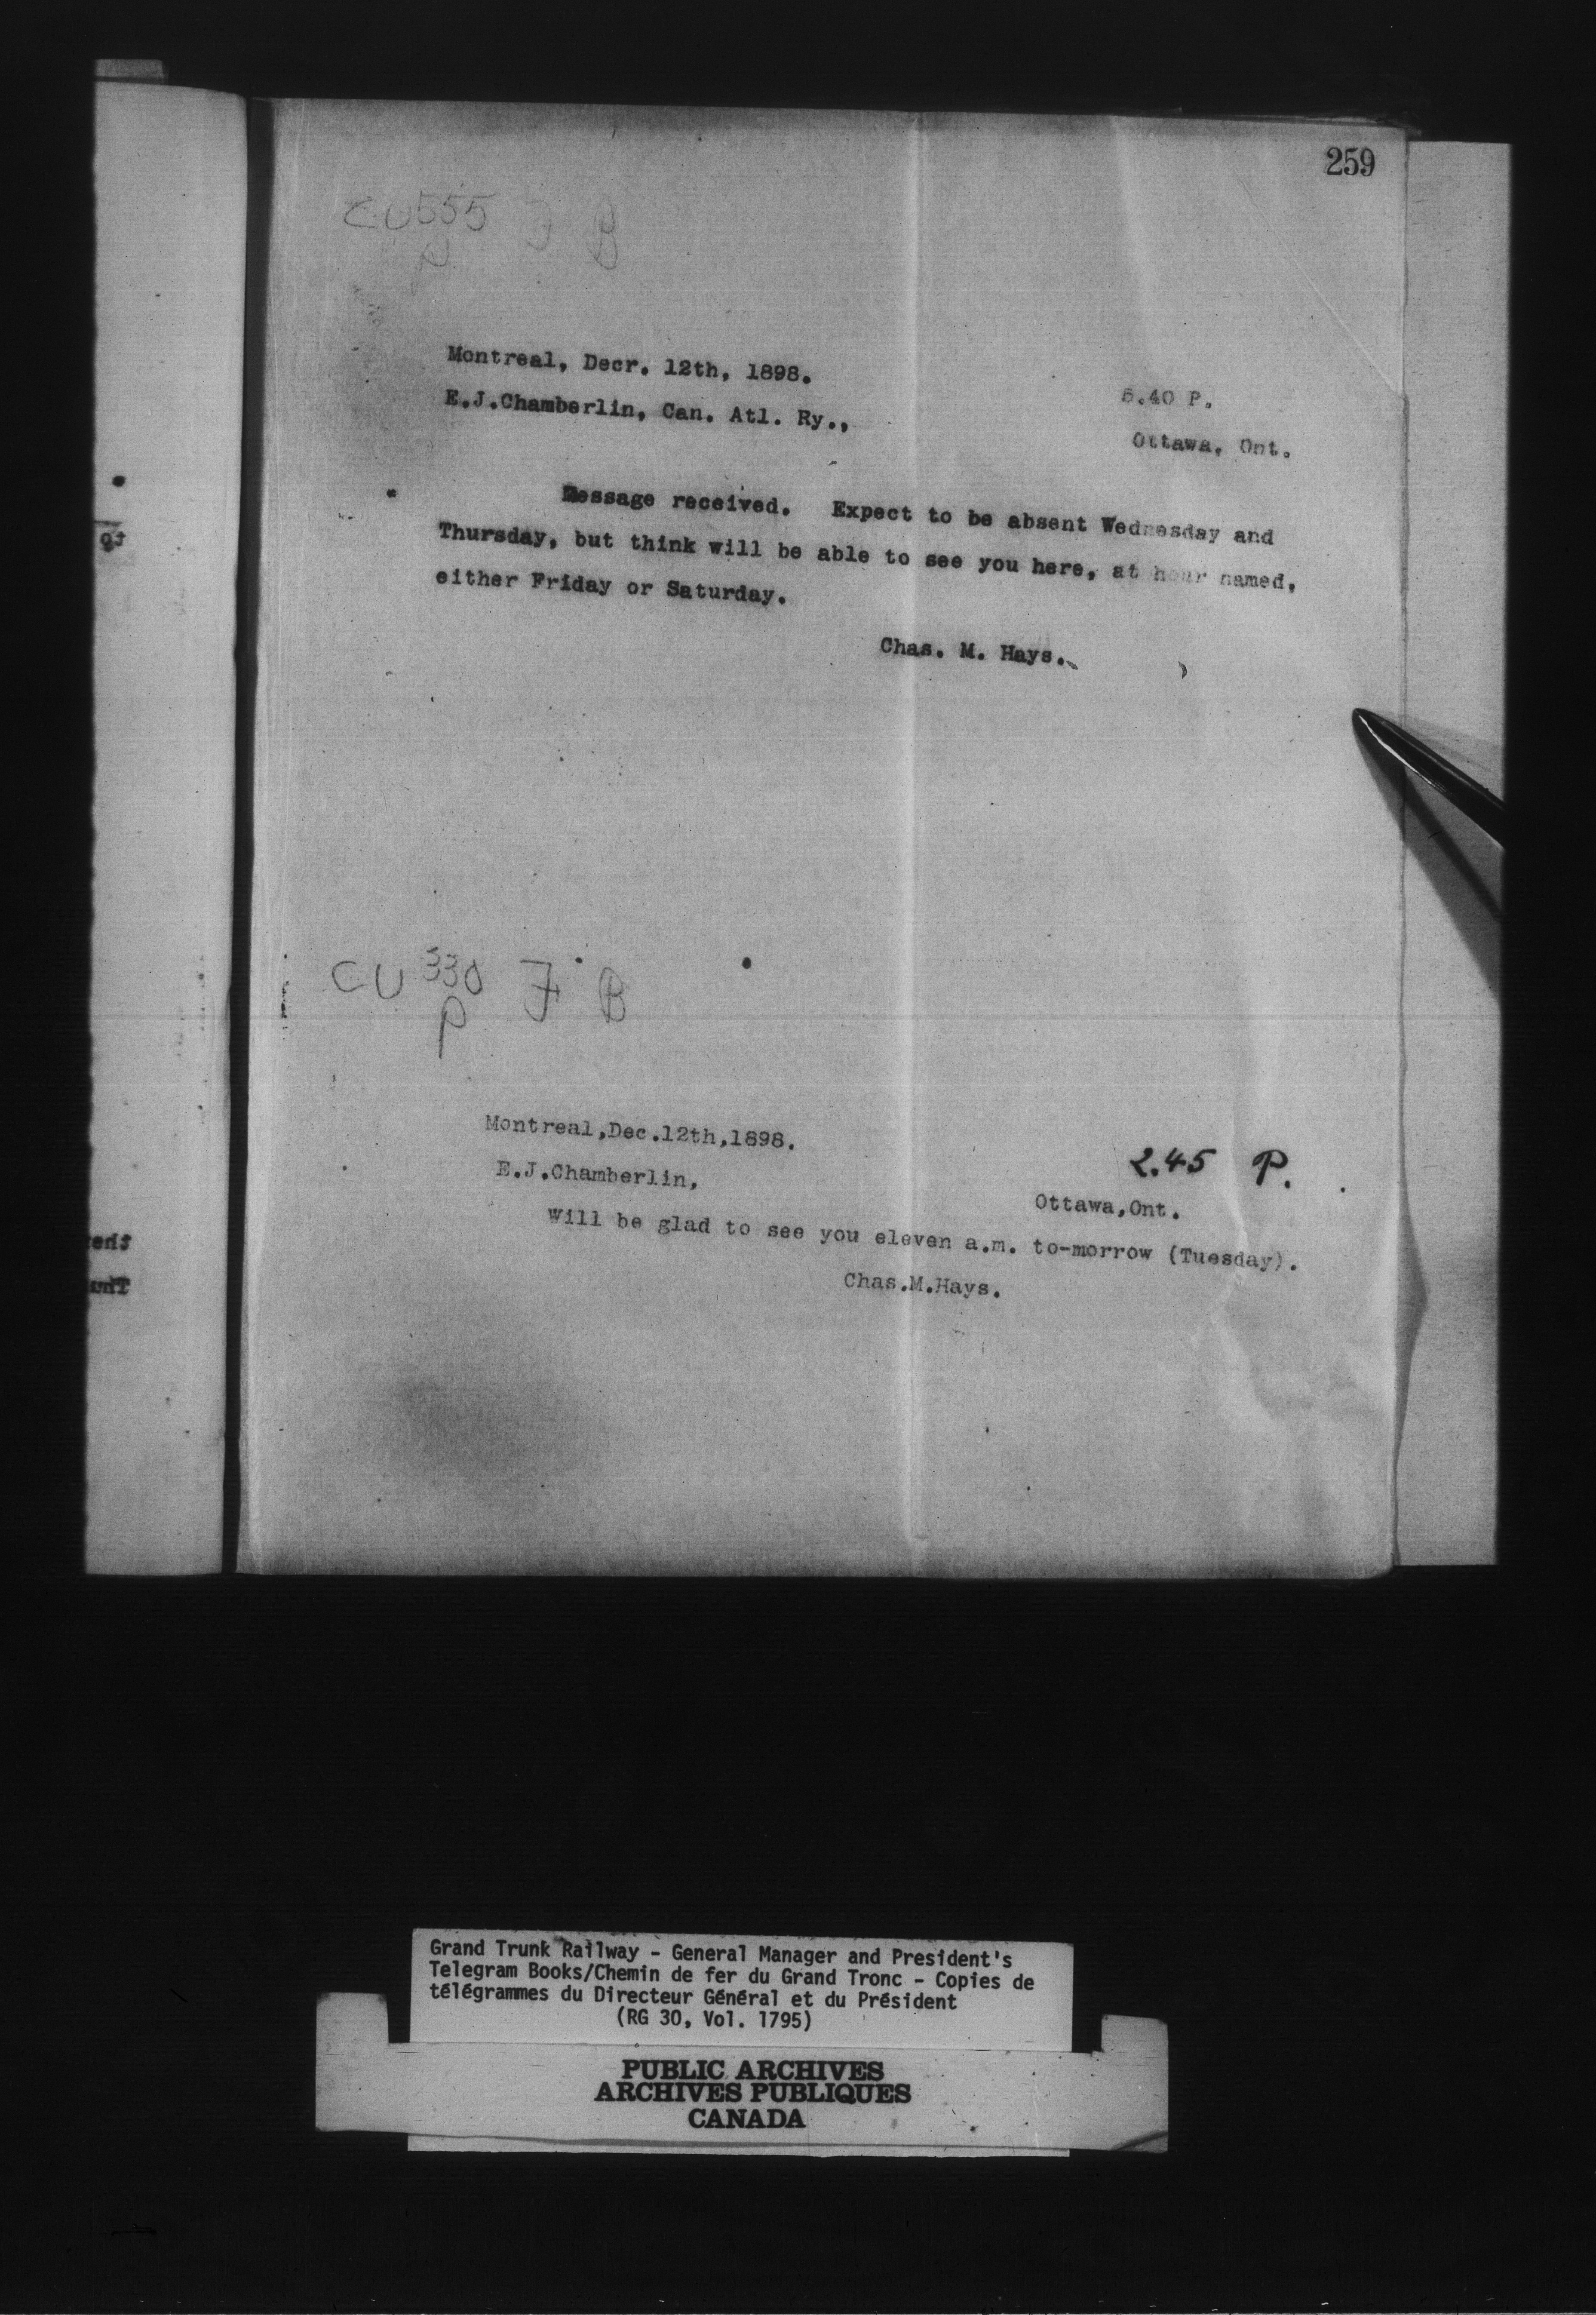 259
CU 555 P J B
Montreal, Decr. 12th, 1898.
5.40 P.
E.J.Chamberlin, Can. Atl. Ry.,
Ottawa, Ont.
Message received. Expect to be absent Wednesday and
Thursday, but think will be able to see you here, at hour named,
either Friday or Saturday.
Chas. M. Hays.
CU 330 P J B
Montreal,Dec.12th,1898.
2.45 P.
E.J.Chamberlin,
Ottawa,Ont.
Will be glad to see you eleven a.m. to-morrow (Tuesday).
Chas.M.Hays.
Grand Trunk Railway - General Manager and President's
Telegram Books/Chemin de fer du Grand Tronc - Copies de
télégrammes du Directeur Général et du Président
(RG 30, Vol. 1795)
PUBLIC ARCHIVES
ARCHIVES PUBLIQUES
CANADA